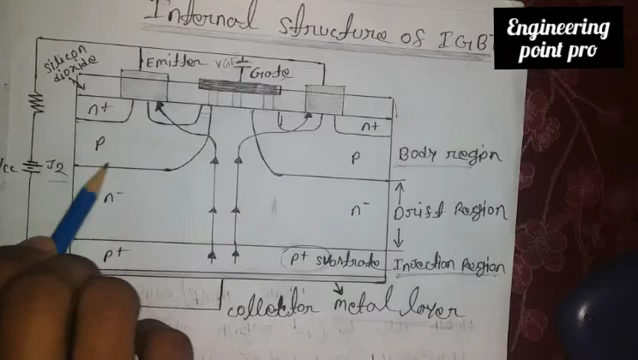 Internal structure of IGB
Engineering
point pro
silicon
dioxide
Emitter
Gate
n+
n+
p
p
Body region
J2
n-
n-
Drift Region
p+
p+ substrate
Injection Region
collector
metal layer